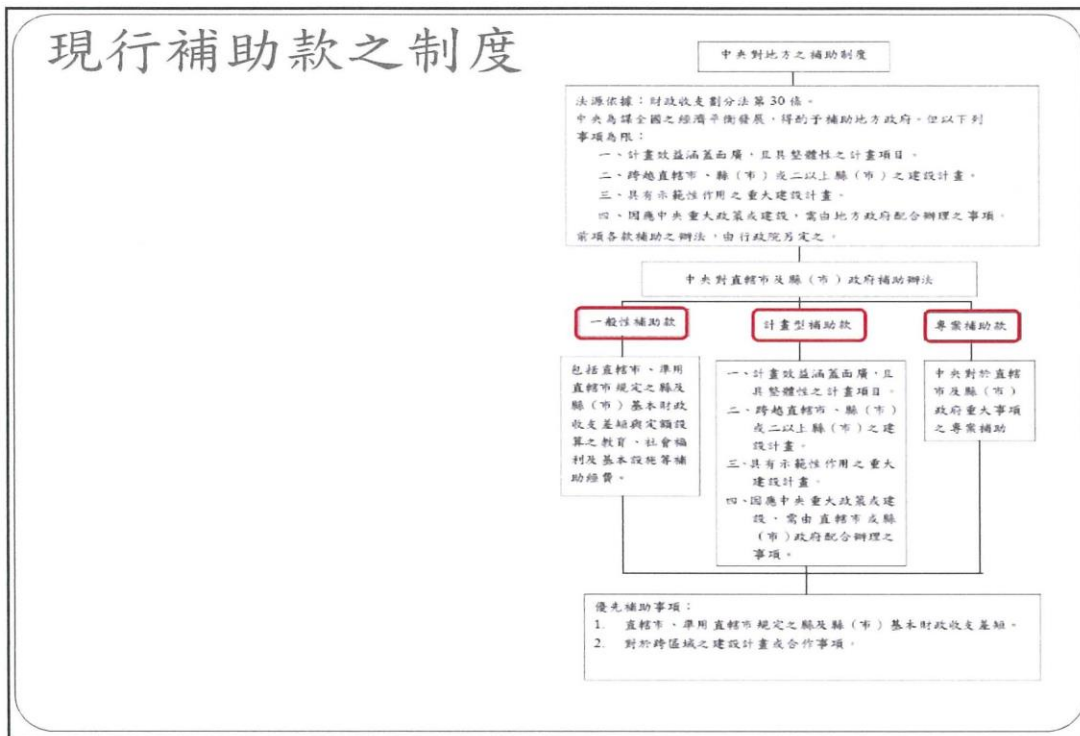 現行補助款之制度
中央對地方之補助制度
法源依據：財政收支劃分法第 30 條。
中央為謀全國之經濟平衡發展，得酌予補助地方政府。但以下列
事項為限：
一、計畫效益涵蓋面廣，且具整體性之計畫項目。
二、跨越直轄市、縣（市）或二以上縣（市）之建設計畫。
三、具有示範性作用之重大建設計畫。
四、因應中央重大政策或建設，需由地方政府配合辦理之事項。
前項各款補助之辦法，由行政院另定之。
中央對直轄市及縣（市）政府補助辦法
一般性補助款
計畫型補助款
專案補助款
包括直轄市、準用
直轄市規定之縣及
縣（市）基本財政
收支差短與定額設
算之教育、社會福
利及基本設施等補
助經費。
一、計畫效益涵蓋面廣，且
具整體性之計畫項目。
二、跨越直轄市、縣（市）
或二以上縣（市）之建
設計畫。
三、具有示範性作用之重大
建設計畫。
四、因應中央重大政策或建
設，需由直轄市或縣
（市）政府配合辦理之
事項。
中央對於直轄
市及縣（市）
政府重大事項
之專案補助
優先補助事項：
1. 直轄市、準用直轄市規定之縣及縣（市）基本財政收支差短。
2. 對於跨區域之建設計畫或合作事項。